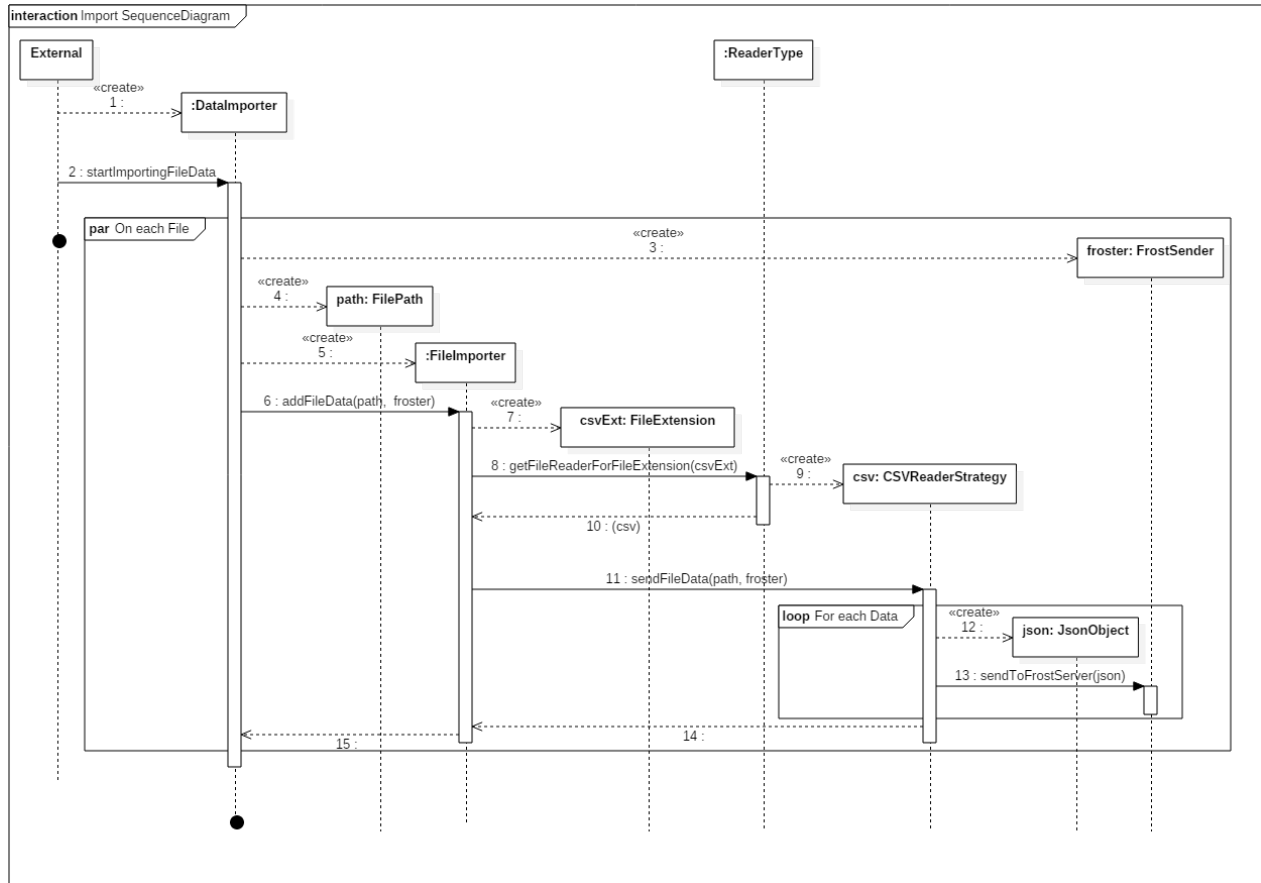 interaction Import SequenceDiagram
External
:ReaderType
«create»
1 :
:DataImporter
2 : startImportingFileData
par On each File
«create»
3 :
froster: FrostSender
«create»
4 :
path: FilePath
«create»
5 :
:FileImporter
6 : addFileData(path, froster)
«create»
7 :
csvExt: FileExtension
8 : getFileReaderForFileExtension(csvExt)
«create»
9 :
csv: CSVReaderStrategy
10 : (csv)
11 : sendFileData(path, froster)
loop For each Data
«create»
12 :
json: JsonObject
13 : sendToFrostServer(json)
14 :
15 :